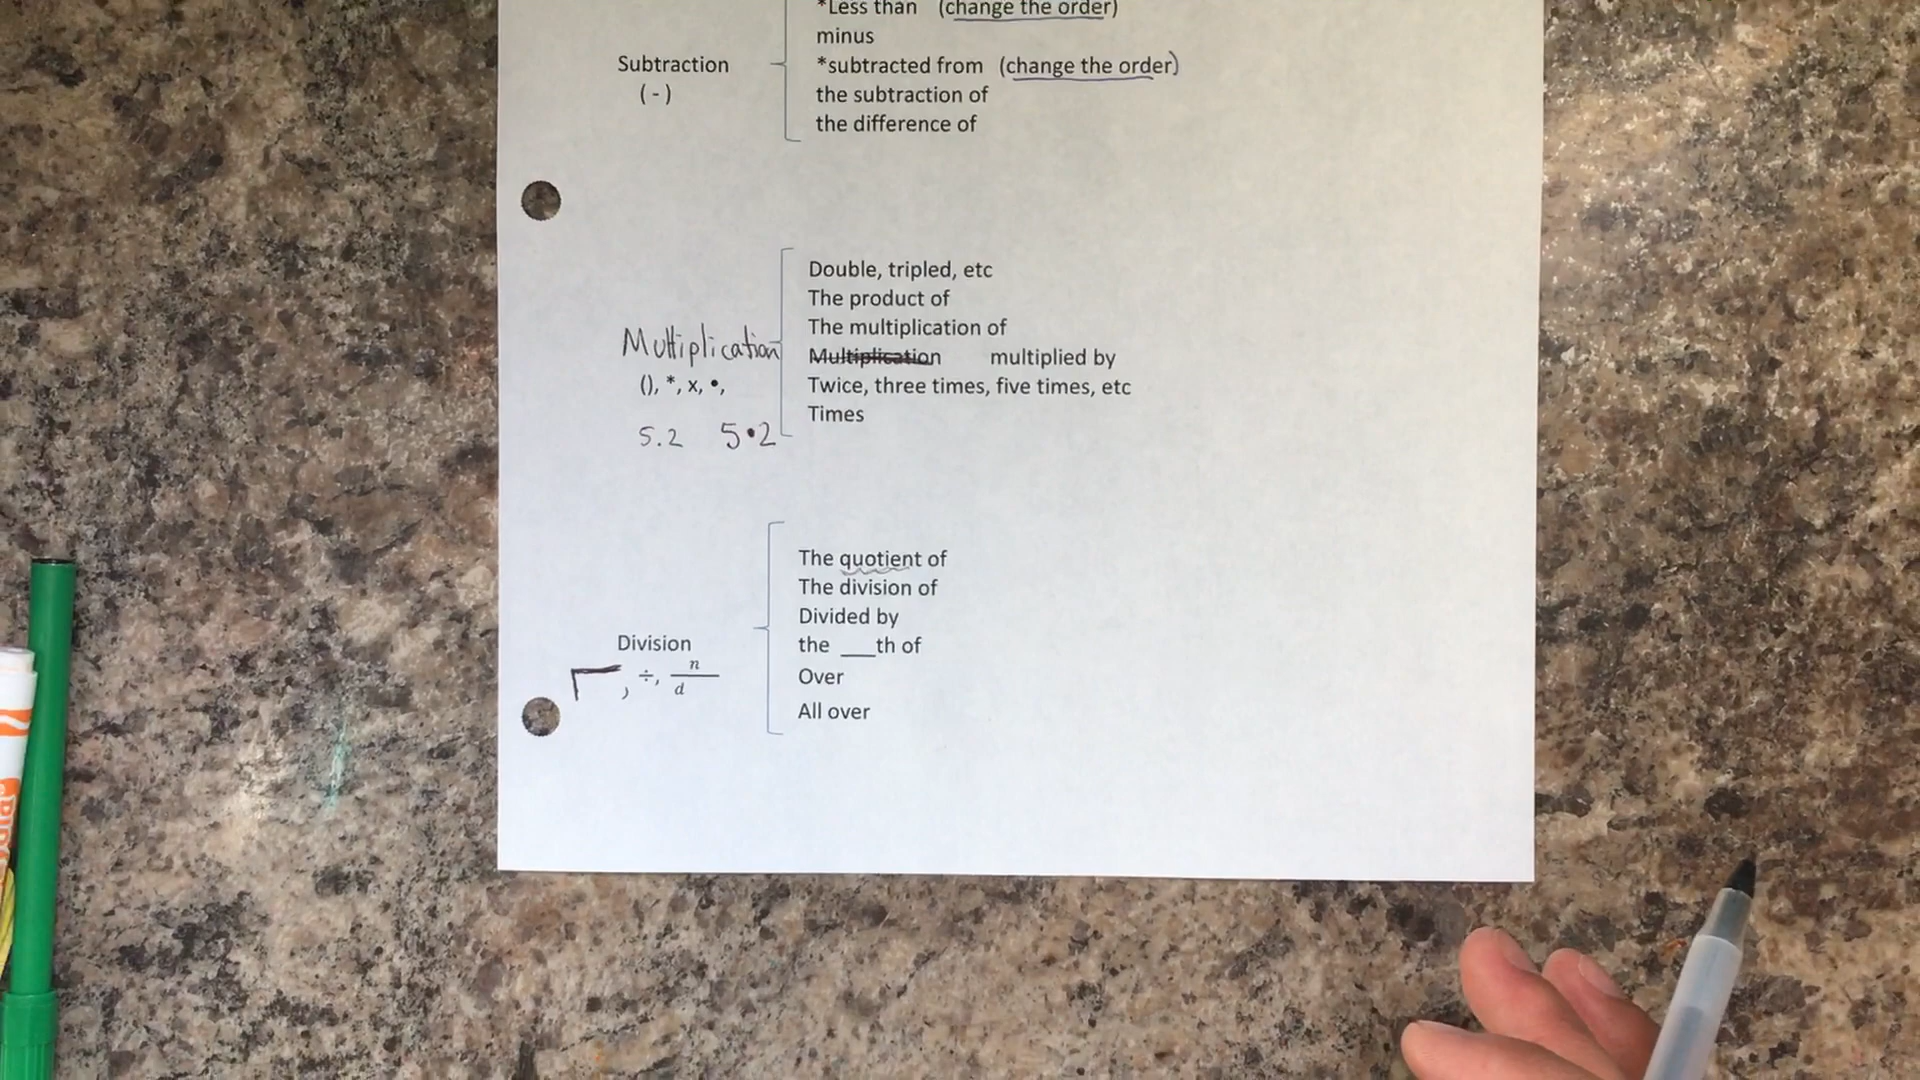 *Less than (change the order)
minus
Subtraction
*subtracted from (change the order)
(-)
the subtraction of
the difference of
Double, tripled, etc
The product of
The multiplication of
Multiplication
Multiplication multiplied by
(), *, x, •,
Twice, three times, five times, etc
Times
5.2 5•2
The quotient of
The division of
Divided by
Division
the ___th of
, ÷, n
d
Over
All over